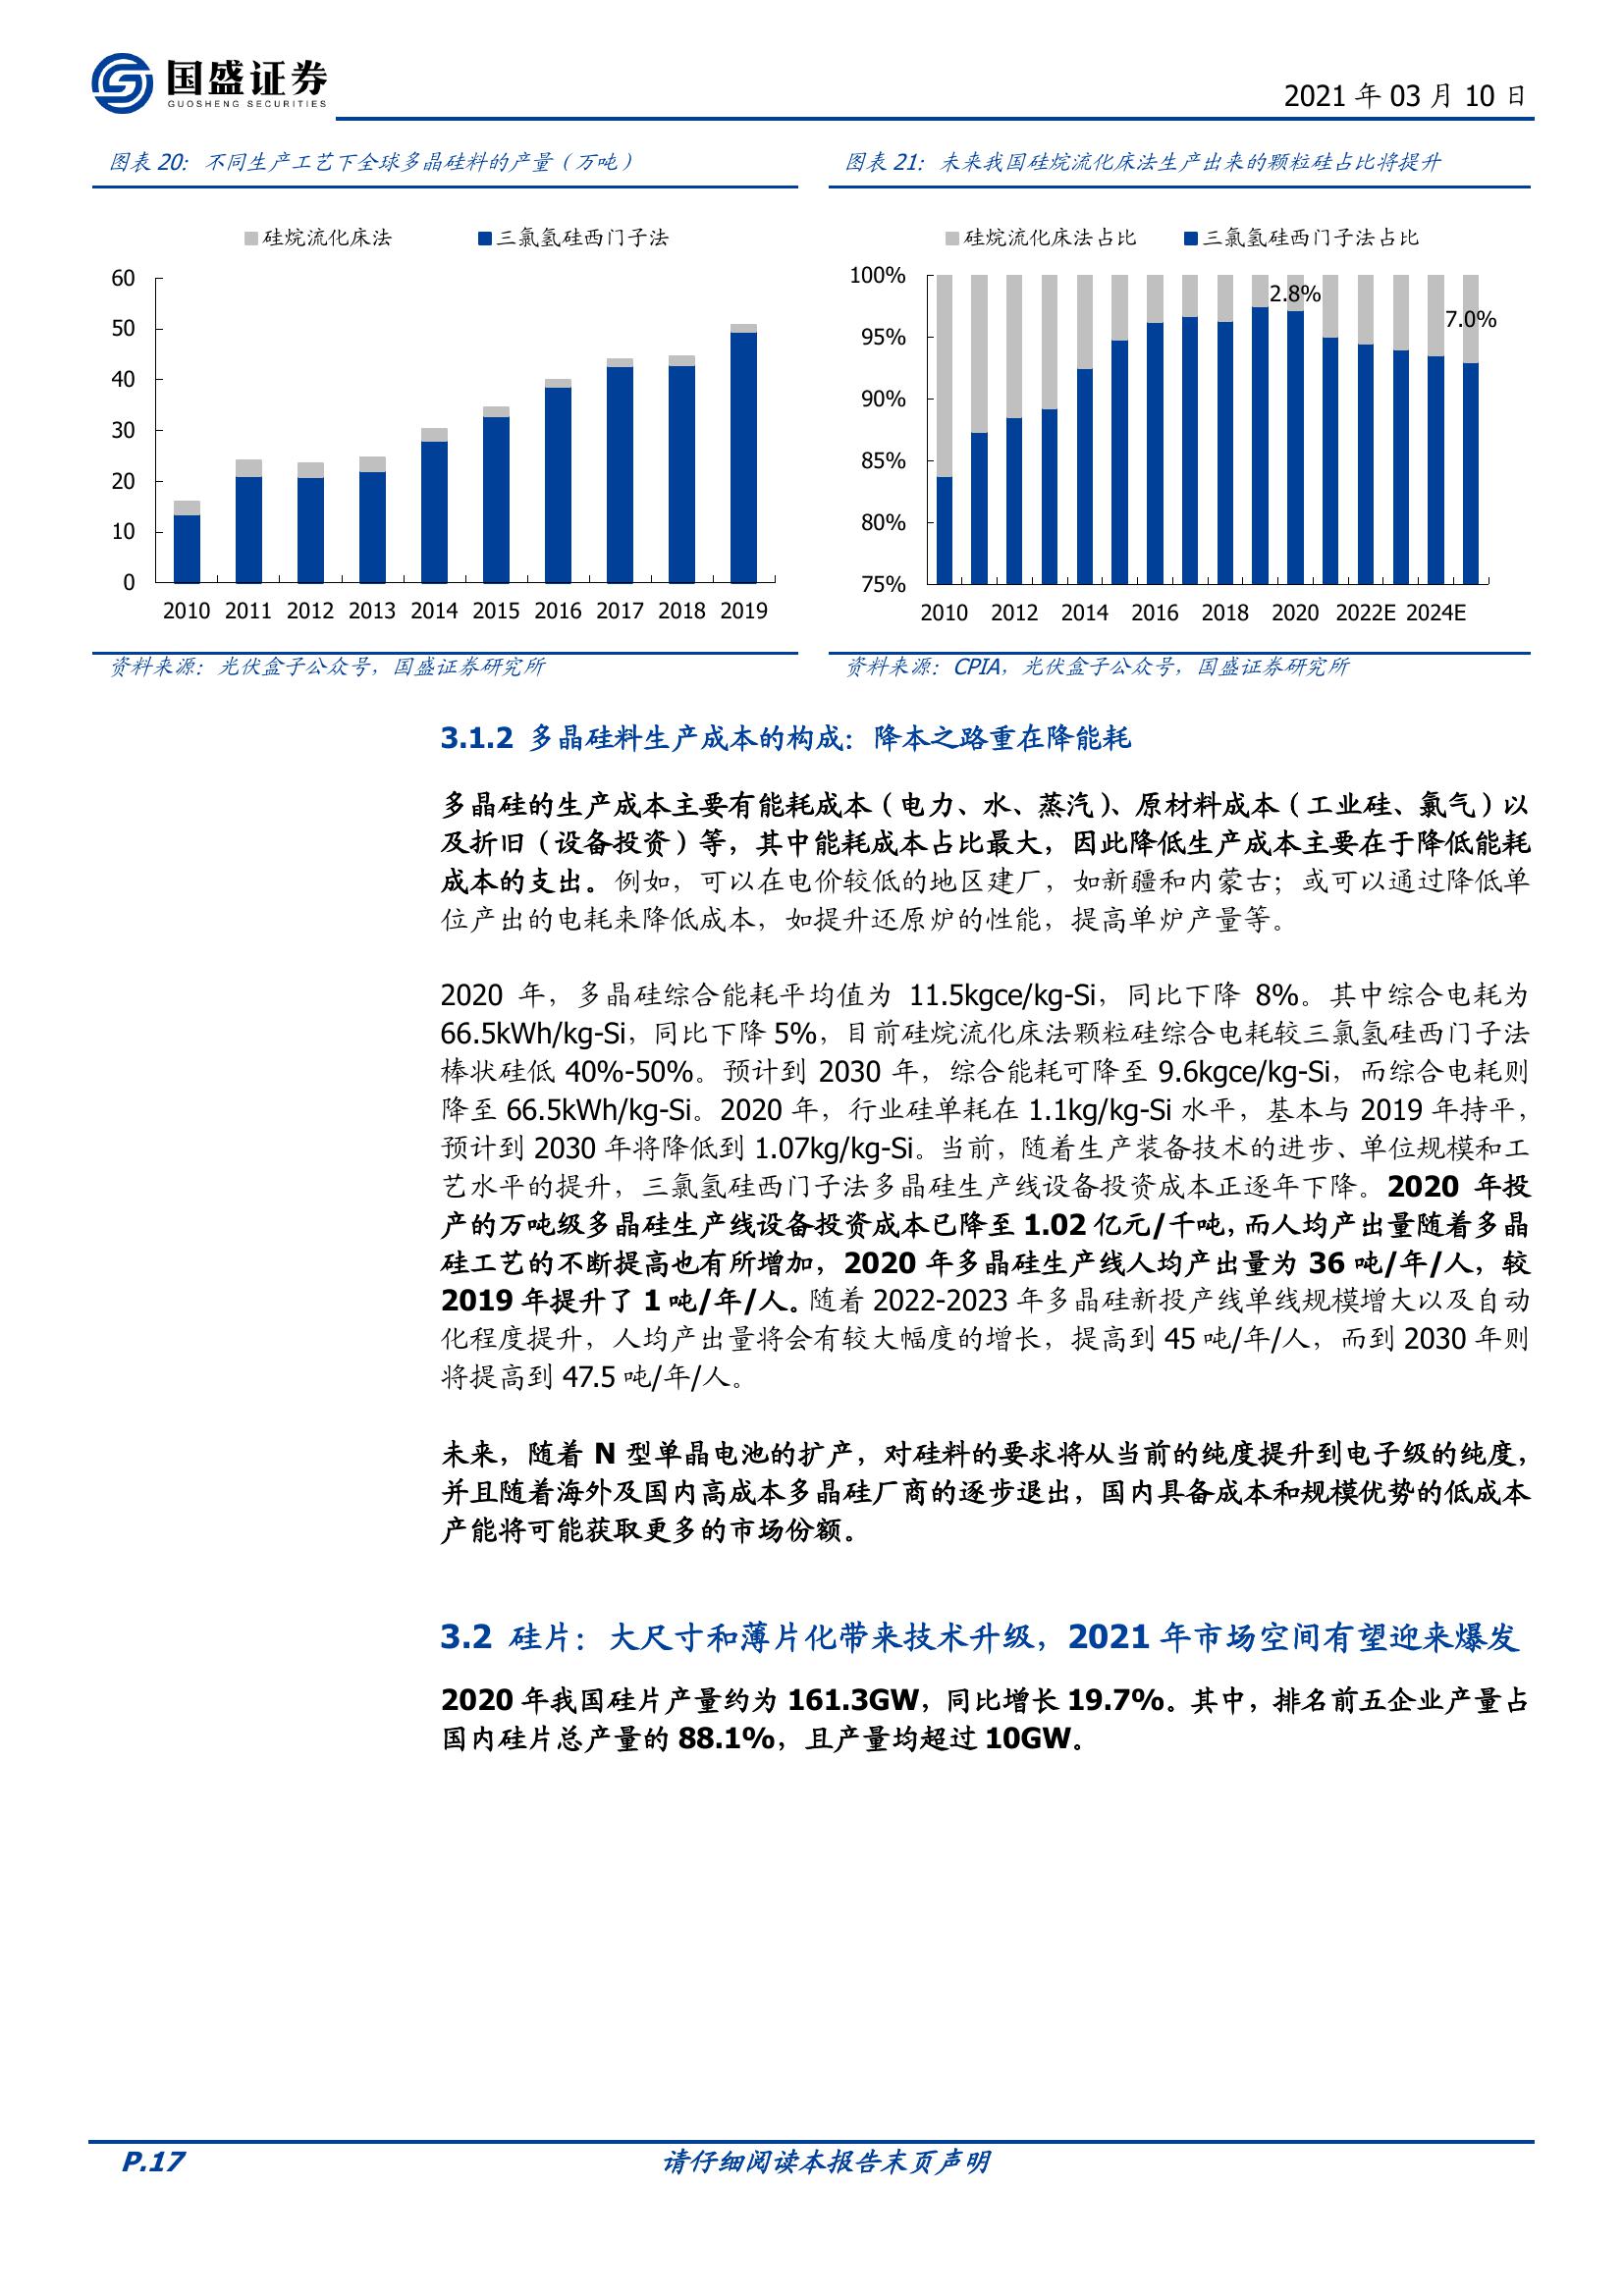 国盛证券
GUOSHENG SECURITIES
2021 年 03 月 10 日
图表 20：不同生产工艺下全球多晶硅料的产量（万吨）
硅烷流化床法 三氯氢硅西门子法
60
50
40
30
20
10
0
2010 2011 2012 2013 2014 2015 2016 2017 2018 2019
资料来源：光伏盒子公众号，国盛证券研究所
图表 21：未来我国硅烷流化床法生产出来的颗粒硅占比将提升
硅烷流化床法占比 三氯氢硅西门子法占比
100%
2.8%
7.0%
95%
90%
85%
80%
75%
2010 2012 2014 2016 2018 2020 2022E 2024E
资料来源：CPIA，光伏盒子公众号，国盛证券研究所
3.1.2 多晶硅料生产成本的构成：降本之路重在降能耗
多晶硅的生产成本主要有能耗成本（电力、水、蒸汽）、原材料成本（工业硅、氯气）以
及折旧（设备投资）等，其中能耗成本占比最大，因此降低生产成本主要在于降低能耗
成本的支出。例如，可以在电价较低的地区建厂，如新疆和内蒙古；或可以通过降低单
位产出的电耗来降低成本，如提升还原炉的性能，提高单炉产量等。
2020 年，多晶硅综合能耗平均值为 11.5kgce/kg-Si，同比下降 8%。其中综合电耗为
66.5kWh/kg-Si，同比下降 5%，目前硅烷流化床法颗粒硅综合电耗较三氯氢硅西门子法
棒状硅低 40%-50%。预计到 2030 年，综合能耗可降至 9.6kgce/kg-Si，而综合电耗则
降至 66.5kWh/kg-Si。2020 年，行业硅单耗在 1.1kg/kg-Si 水平，基本与 2019 年持平，
预计到 2030 年将降低到 1.07kg/kg-Si。当前，随着生产装备技术的进步、单位规模和工
艺水平的提升，三氯氢硅西门子法多晶硅生产线设备投资成本正逐年下降。2020 年投
产的万吨级多晶硅生产线设备投资成本已降至 1.02 亿元/千吨，而人均产出量随着多晶
硅工艺的不断提高也有所增加，2020 年多晶硅生产线人均产出量为 36 吨/年/人，较
2019 年提升了 1 吨/年/人。随着 2022-2023 年多晶硅新投产线单线规模增大以及自动
化程度提升，人均产出量将会有较大幅度的增长，提高到 45 吨/年/人，而到 2030 年则
将提高到 47.5 吨/年/人。
未来，随着 N 型单晶电池的扩产，对硅料的要求将从当前的纯度提升到电子级的纯度，
并且随着海外及国内高成本多晶硅厂商的逐步退出，国内具备成本和规模优势的低成本
产能将可能获取更多的市场份额。
3.2 硅片：大尺寸和薄片化带来技术升级，2021 年市场空间有望迎来爆发
2020 年我国硅片产量约为 161.3GW，同比增长 19.7%。其中，排名前五企业产量占
国内硅片总产量的 88.1%，且产量均超过 10GW。
P.17
请仔细阅读本报告末页声明